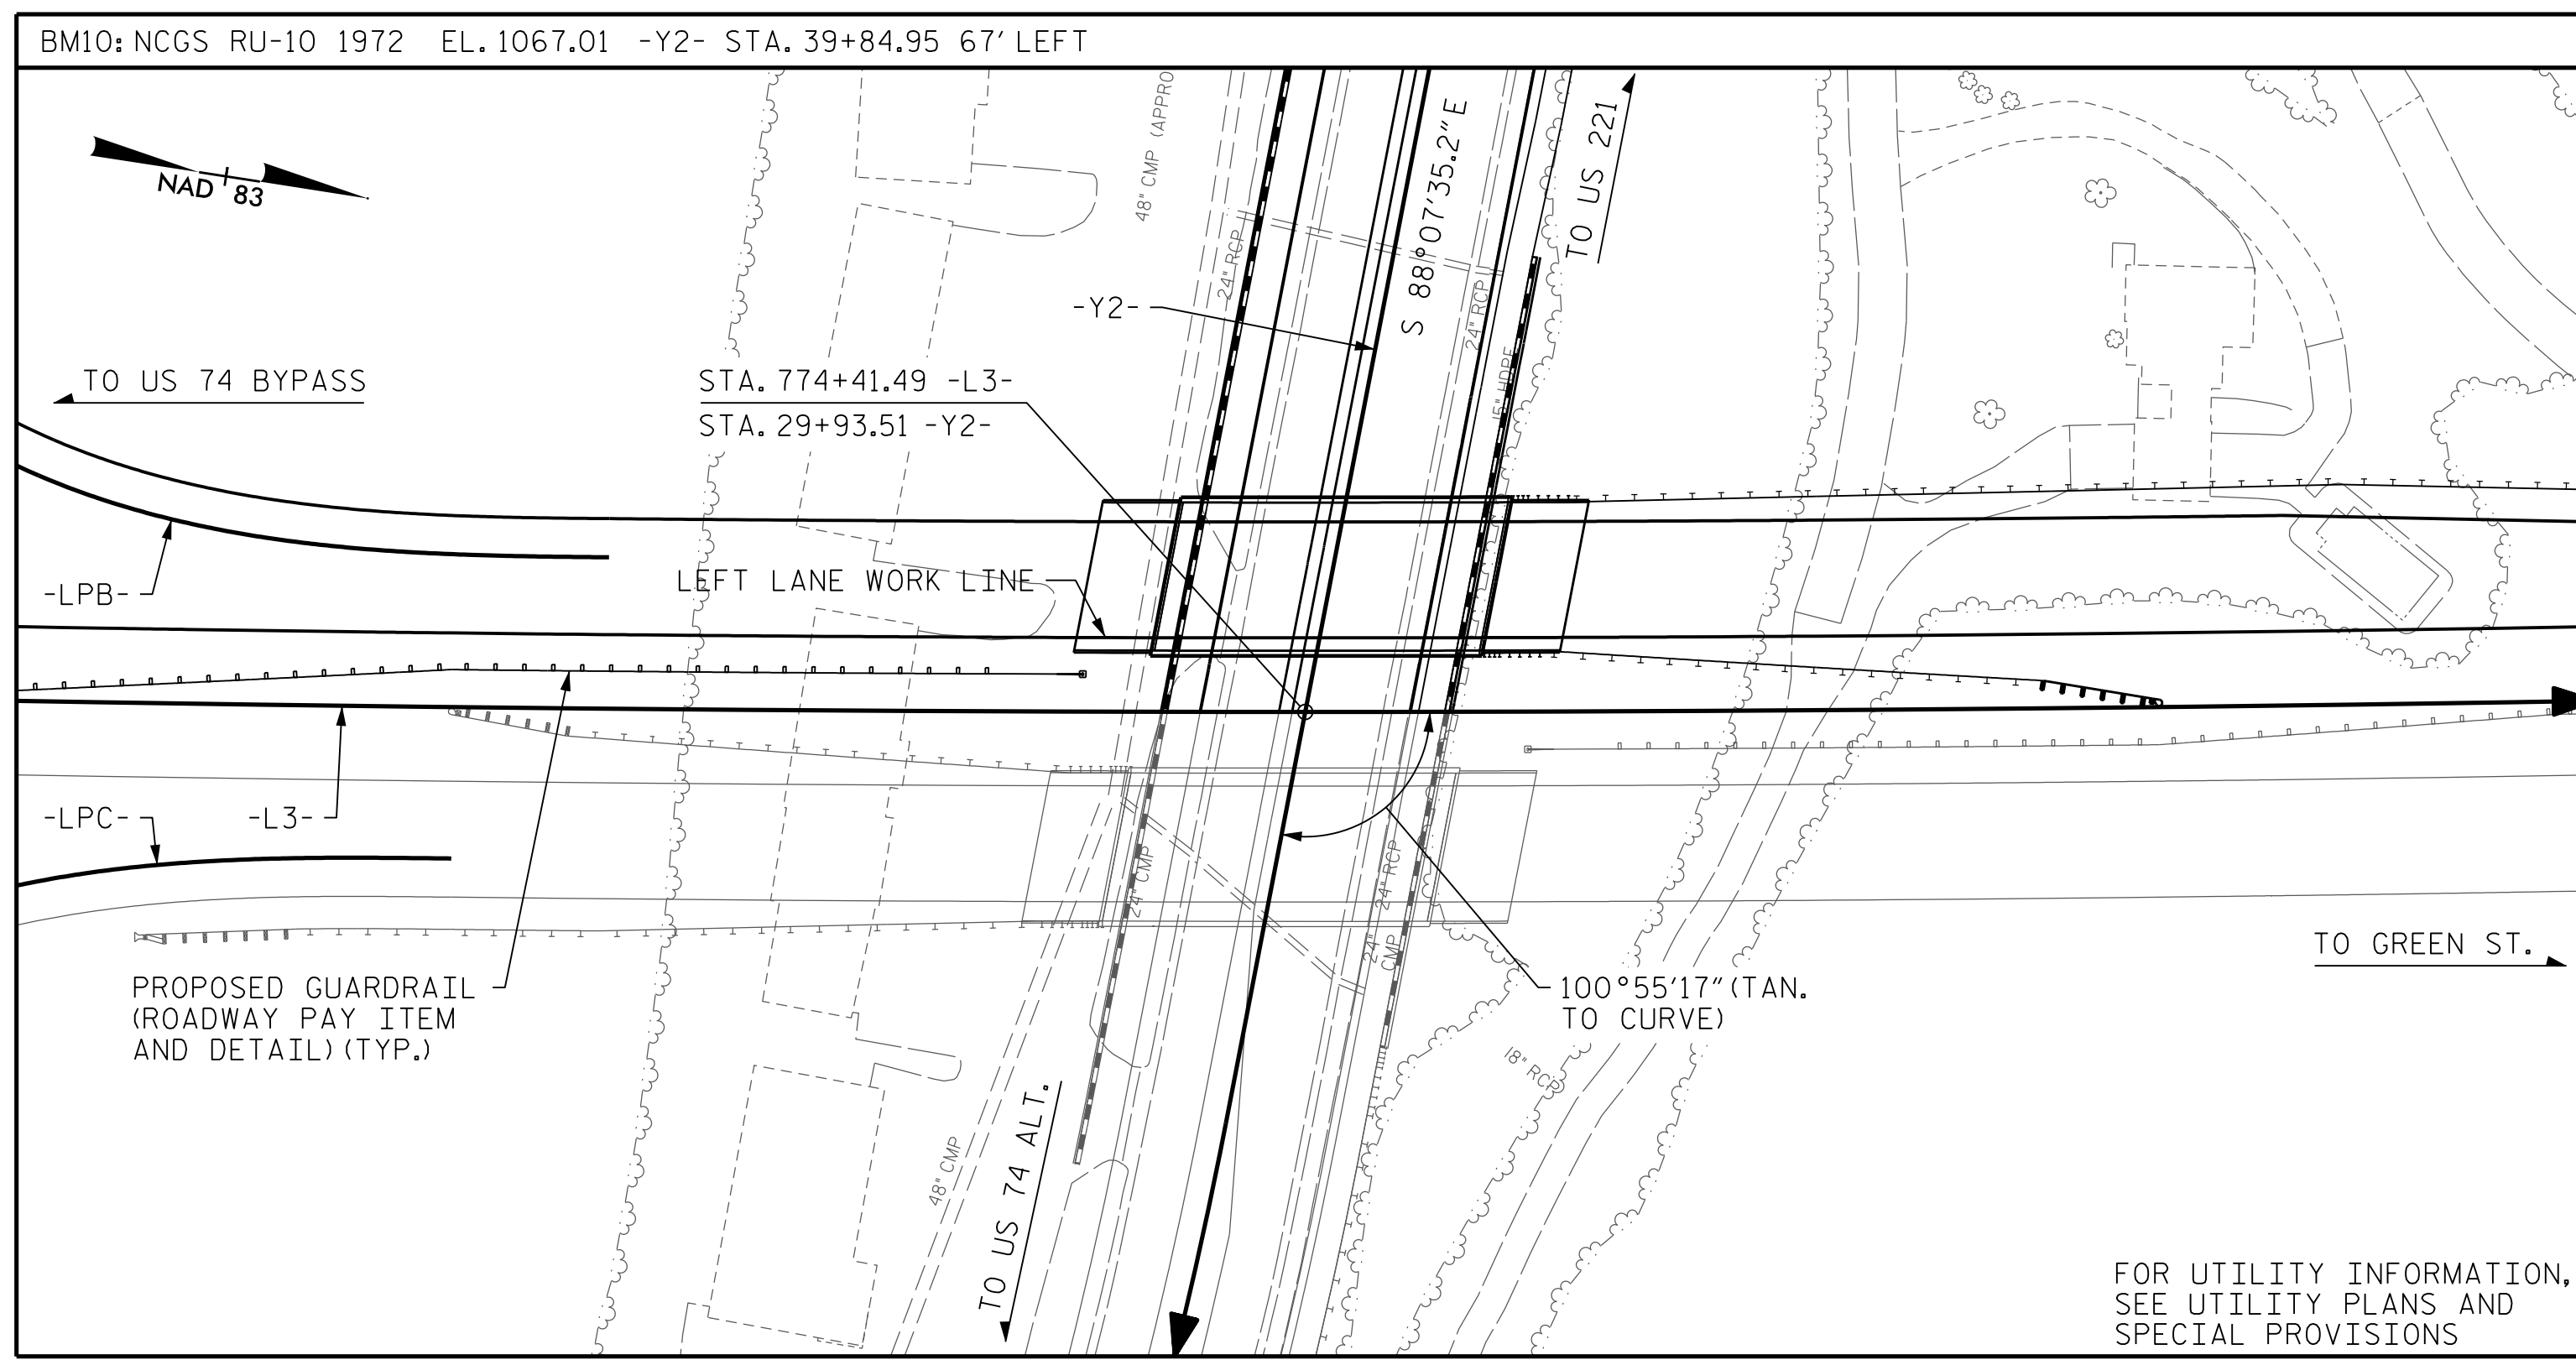 BM10: NCGS RU-10 1972 EL. 1067.01 -Y2- STA. 39+84.95 67' LEFT
NAD 83
48" CMP (APPRO
24" RCP
S 88°07'35.2" E
TO US 221
-Y2-
24" RCP
15" HDPE
TO US 74 BYPASS
STA. 774+41.49 -L3-
STA. 29+93.51 -Y2-
-LPB-
LEFT LANE WORK LINE
-LPC-
-L3-
24" CMP
24" RCP
24"
CMP
TO GREEN ST.
PROPOSED GUARDRAIL
(ROADWAY PAY ITEM
AND DETAIL) (TYP.)
100°55'17" (TAN.
TO CURVE)
18" RCP
48" CMP
TO US 74 ALT.
FOR UTILITY INFORMATION,
SEE UTILITY PLANS AND
SPECIAL PROVISIONS